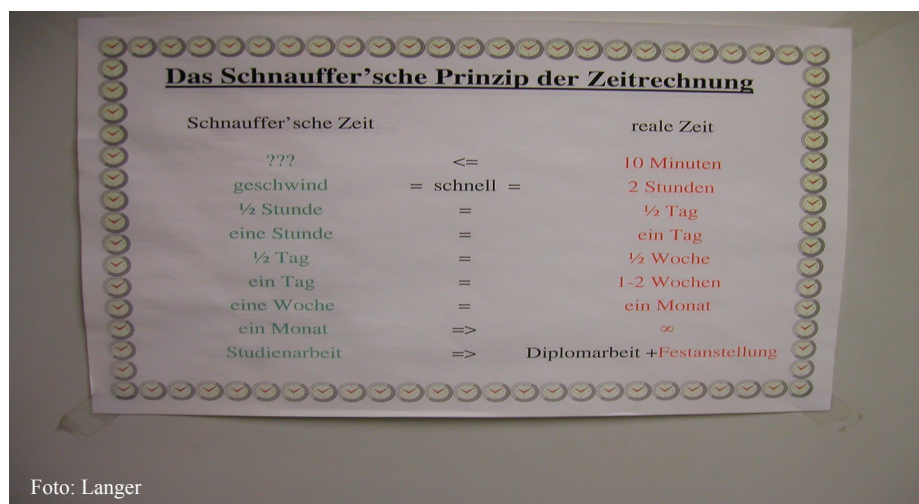 Das Schnauffer'sche Prinzip der Zeitrechnung
Schnauffer'sche Zeit reale Zeit
??? <= 10 Minuten
geschwind = schnell = 2 Stunden
½ Stunde = ½ Tag
eine Stunde = ein Tag
½ Tag = ½ Woche
ein Tag = 1-2 Wochen
eine Woche = ein Monat
ein Monat => ∞
Studienarbeit => Diplomarbeit +Festanstellung
Foto: Langer